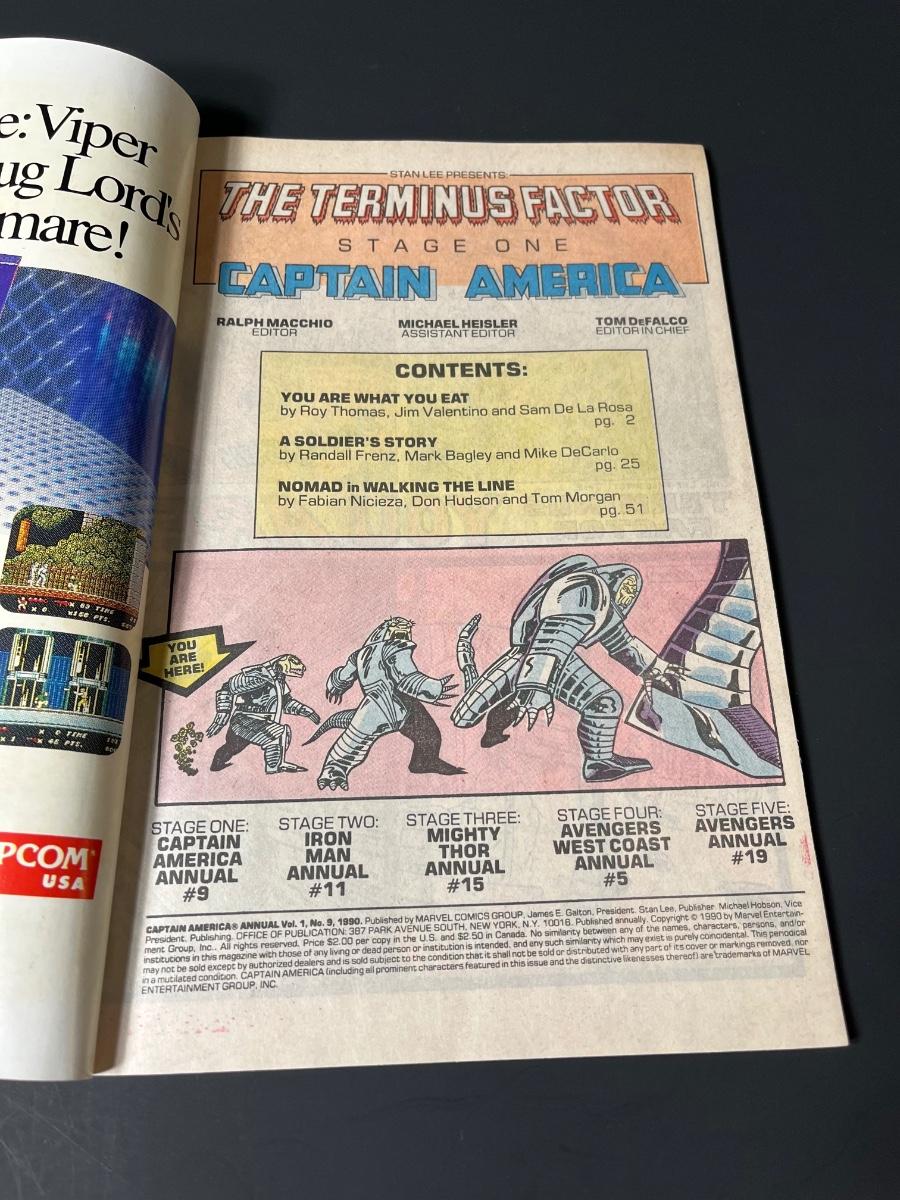 e: Viper
ug Lord's
mare!
PCOM
USA
STAN LEE PRESENTS:
THE TERMINUS FACTOR
STAGE ONE
CAPTAIN AMERICA
RALPH MACCHIO
EDITOR
MICHAEL HEISLER
ASSISTANT EDITOR
TOM DeFALCO
EDITOR IN CHIEF
CONTENTS:
YOU ARE WHAT YOU EAT
by Roy Thomas, Jim Valentino and Sam De La Rosa
pg. 2
A SOLDIER'S STORY
by Randall Frenz, Mark Bagley and Mike DeCarlo
pg. 25
NOMAD in WALKING THE LINE
by Fabian Nicieza, Don Hudson and Tom Morgan
pg. 51
YOU
ARE
HERE!
STAGE ONE:
CAPTAIN
AMERICA
ANNUAL
#9
STAGE TWO:
IRON
MAN
ANNUAL
#11
STAGE THREE:
MIGHTY
THOR
ANNUAL
#15
STAGE FOUR:
AVENGERS
WEST COAST
ANNUAL
#5
STAGE FIVE:
AVENGERS
ANNUAL
#19
CAPTAIN AMERICA® ANNUAL Vol. 1, No. 9, 1990. Published by MARVEL COMICS GROUP, James E. Galton, President. Stan Lee, Publisher. Michael Hobson, Vice
President, Publishing. OFFICE OF PUBLICATION: 387 PARK AVENUE SOUTH, NEW YORK, N.Y. 10016. Published annually. Copyright © 1990 by Marvel Entertain-
ment Group, Inc.. All rights reserved. Price $2.00 per copy in the U.S. and $2.50 in Canada. No similarity between any of the names, characters, persons, and/or
institutions in this magazine with those of any living or dead person or institution is intended, and any such similarity which may exist is purely coincidental. This periodical
may not be sold except by authorized dealers and is sold subject to the condition that it shall not be sold or distributed with any part of its cover or markings removed, nor
in a mutilated condition. CAPTAIN AMERICA (including all prominent characters featured in this issue and the distinctive likenesses thereof) are trademarks of MARVEL
ENTERTAINMENT GROUP, INC.